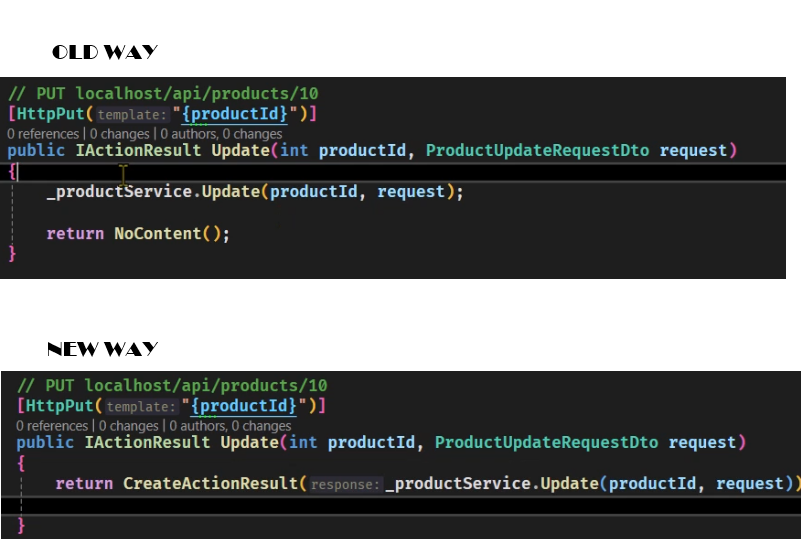 OLD WAY
// PUT localhost/api/products/10
[HttpPut(template:"{productId}")]
0 references | 0 changes | 0 authors, 0 changes
public IActionResult Update(int productId, ProductUpdateRequestDto request)
{
_productService.Update(productId, request);
return NoContent();
}
NEW WAY
// PUT localhost/api/products/10
[HttpPut(template:"{productId}")]
0 references | 0 changes | 0 authors, 0 changes
public IActionResult Update(int productId, ProductUpdateRequestDto request)
{
return CreateActionResult(response:_productService.Update(productId, request))
}